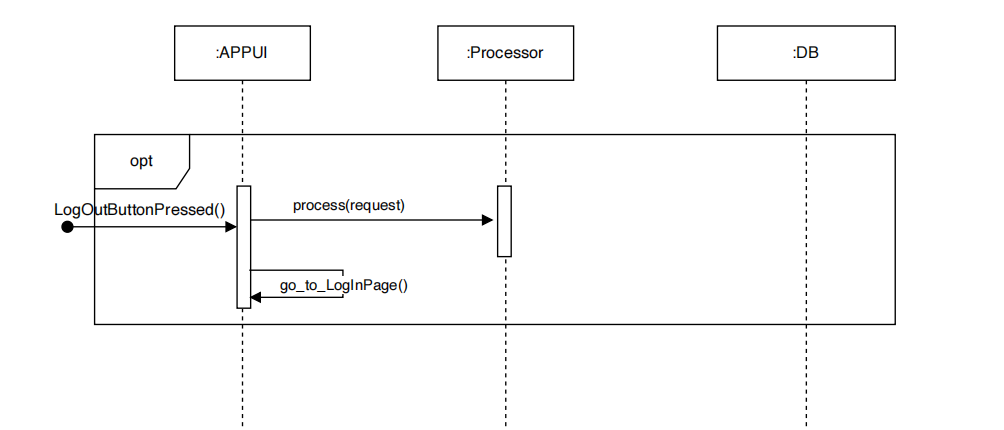 :APPUI
:Processor
:DB
opt
LogOutButtonPressed()
process(request)
go_to_LogInPage()